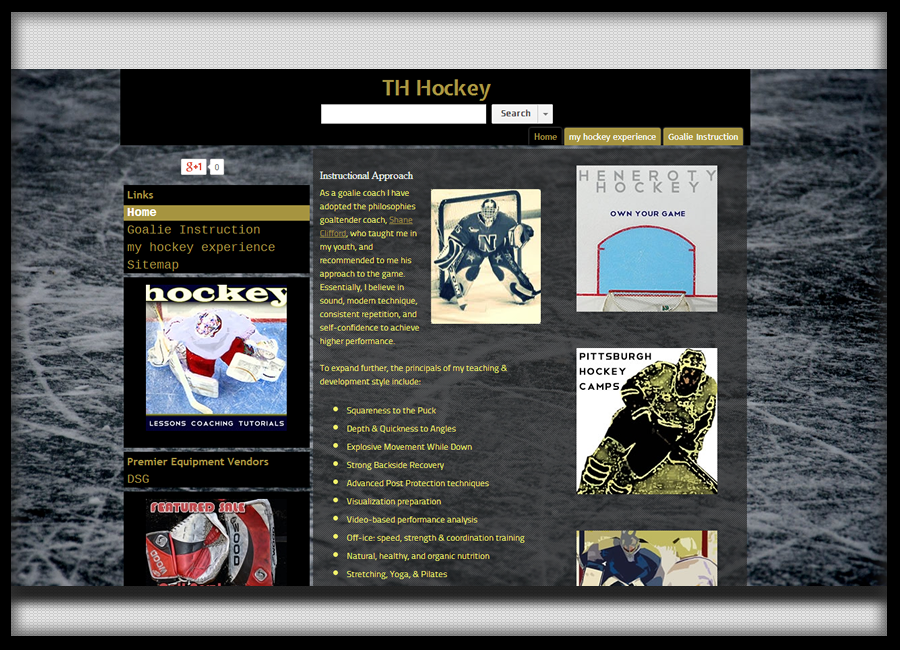 TH Hockey
Search
Home
my hockey experience
Goalie Instruction
g+1
0
Links
Home
Goalie Instruction
my hockey experience
Sitemap
hockey
LESSONS COACHING TUTORIALS
Premier Equipment Vendors
DSG
FEATURED SALE
Instructional Approach
As a goalie coach I have
adopted the philosophies
goaltender coach, Shane
Clifford, who taught me in
my youth, and
recommended to me his
approach to the game.
Essentially, I believe in
sound, modern technique,
consistent repetition, and
self-confidence to achieve
higher performance.
N
To expand further, the principals of my teaching &
development style include:
Squareness to the Puck
Depth & Quickness to Angles
Explosive Movement While Down
Strong Backside Recovery
Advanced Post Protection techniques
Visualization preparation
Video-based performance analysis
Off-ice: speed, strength & coordination training
Natural, healthy, and organic nutrition
Stretching, Yoga, & Pilates
HENEROTY
HOCKEY
OWN YOUR GAME
PITTSBURGH
HOCKEY
CAMPS